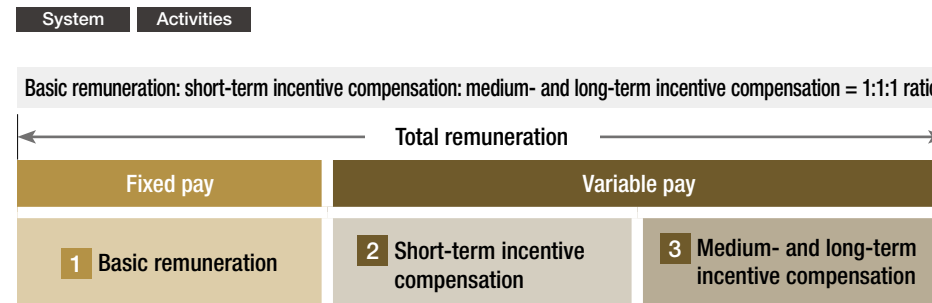 System Activities
Basic remuneration: short-term incentive compensation: medium- and long-term incentive compensation = 1:1:1
Total remuneration
Fixed pay Variable pay
1 Basic remuneration 2 Short-term incentive compensation 3 Medium- and long-term incentive compensation